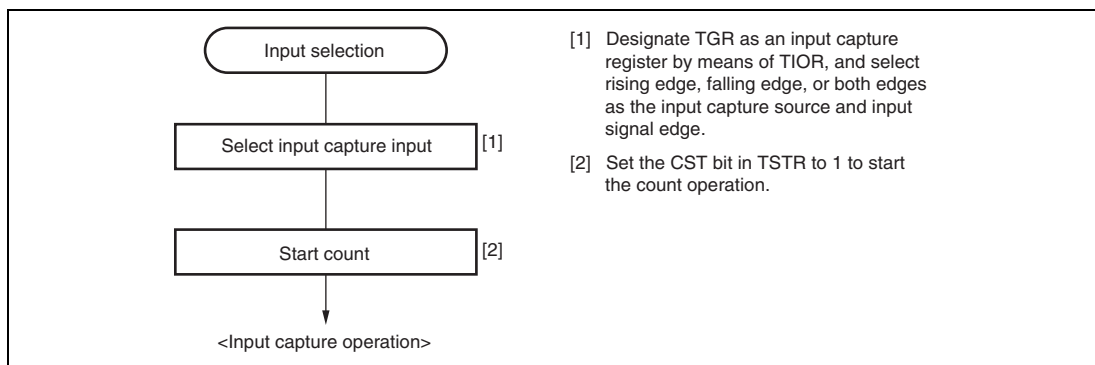 Input selection
Select input capture input
[1]
Start count
[2]
<Input capture operation>
[1] Designate TGR as an input capture
register by means of TIOR, and select
rising edge, falling edge, or both edges
as the input capture source and input
signal edge.
[2] Set the CST bit in TSTR to 1 to start
the count operation.